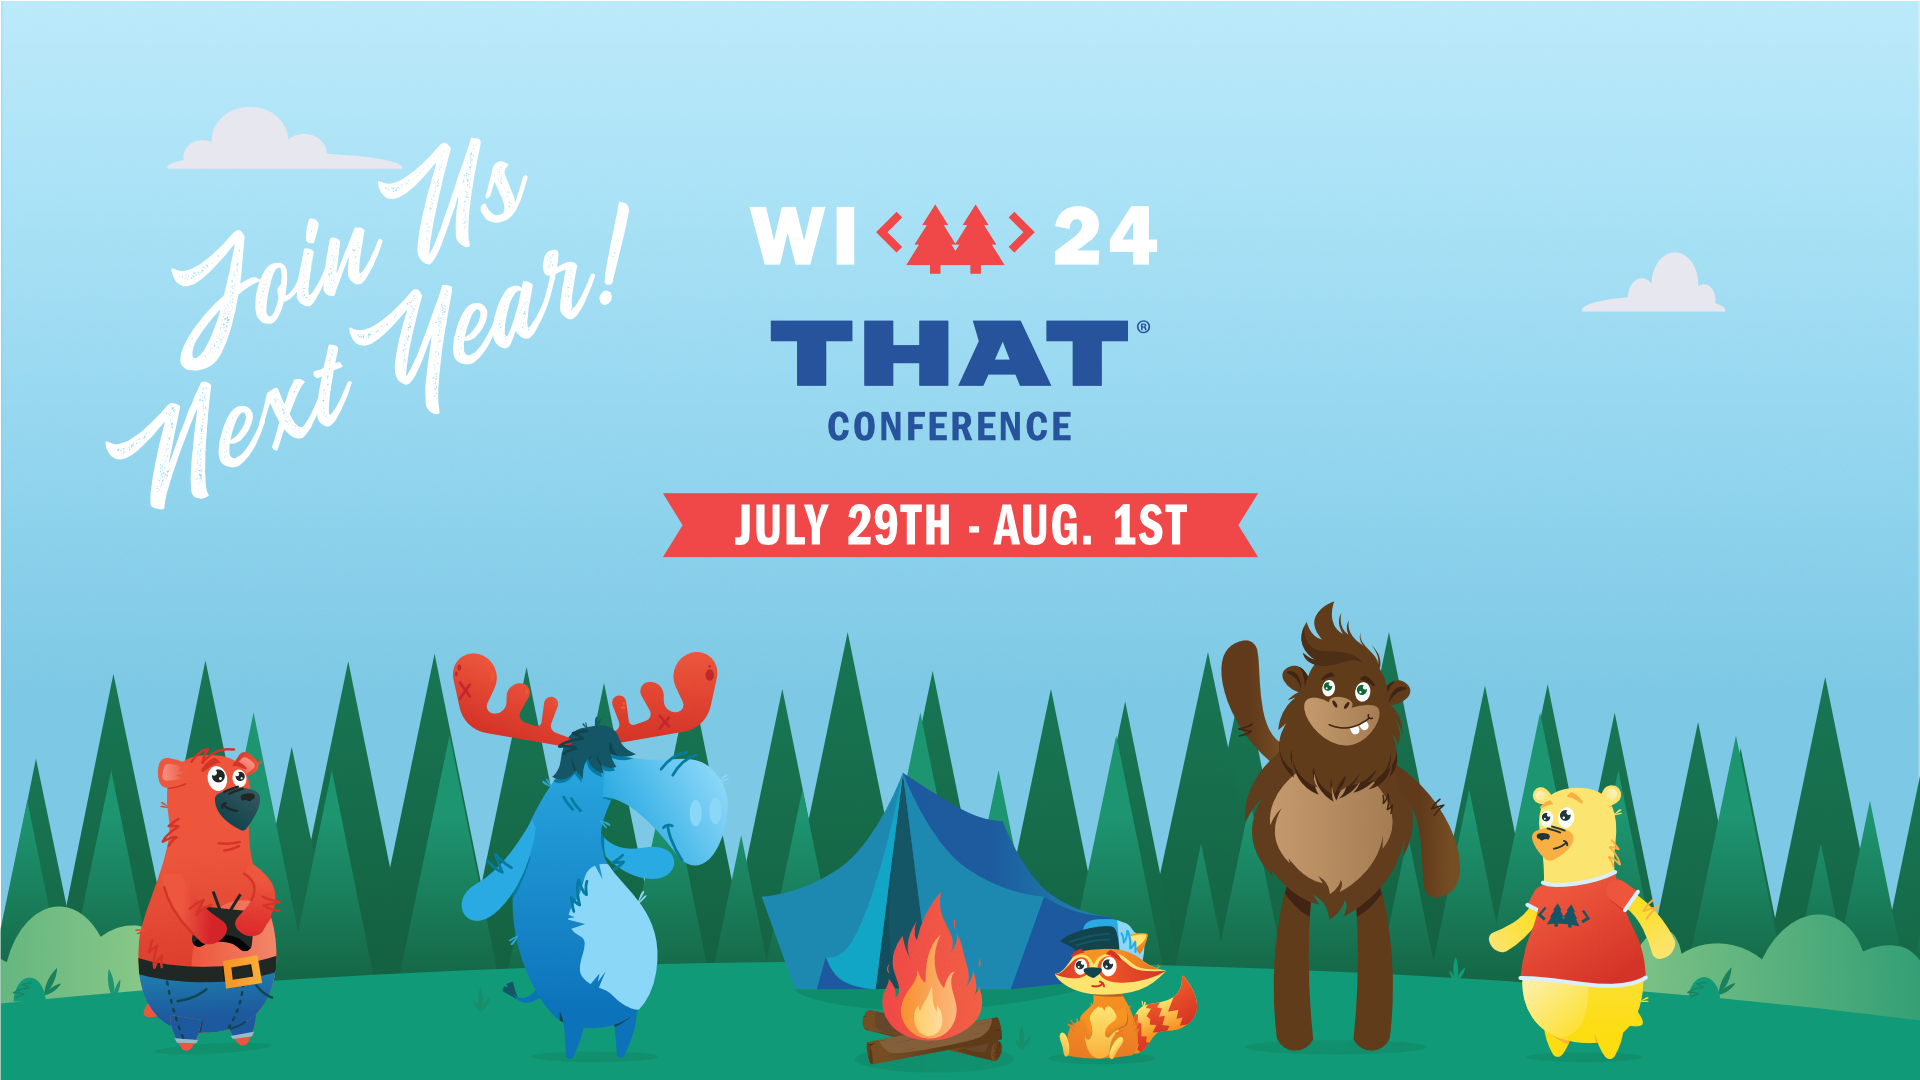 Join Us
Next Year!
WI <> 24
THAT®
CONFERENCE
JULY 29TH - AUG. 1ST